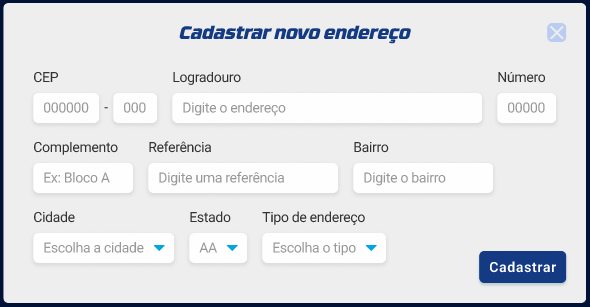 Cadastrar novo endereço
CEP Logradouro Número
000000 - 000 Digite o endereço 00000
Complemento Referência Bairro
Ex: Bloco A Digite uma referência Digite o bairro
Cidade Estado Tipo de endereço
Escolha a cidade AA Escolha o tipo
Cadastrar